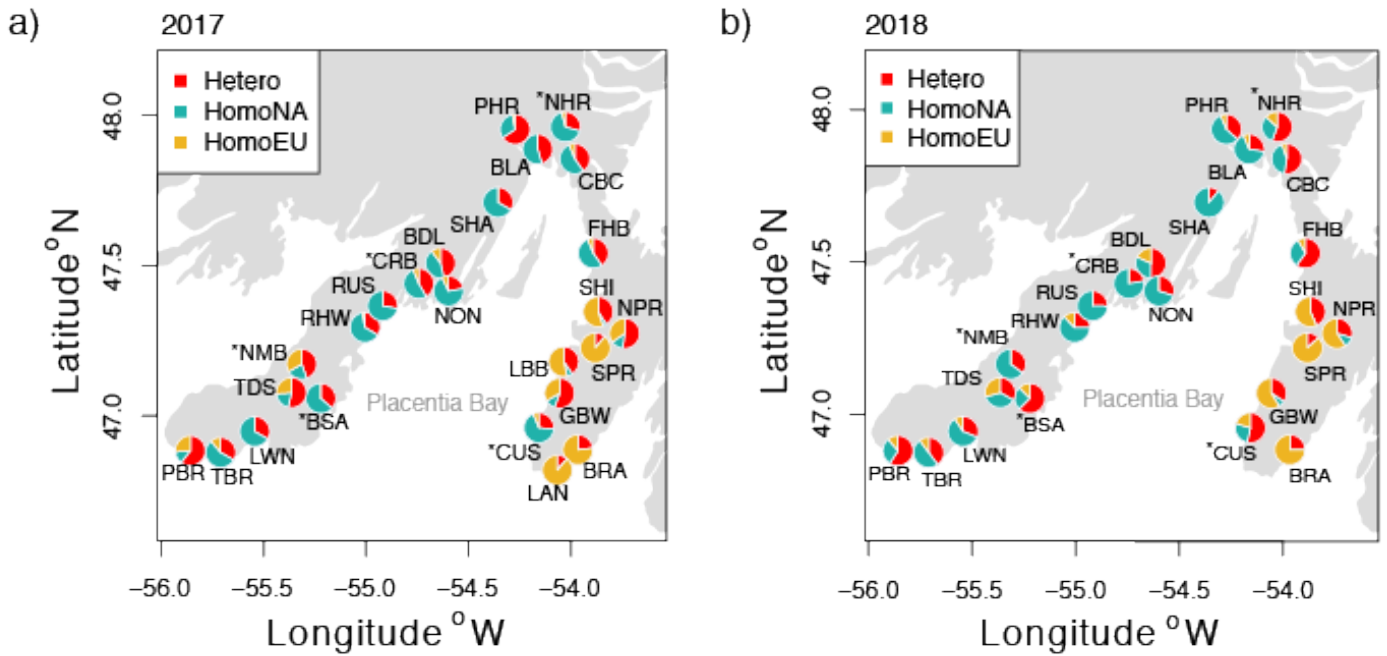 a)
2017
Hetero
HomoNA
HomoEU
PHR
*NHR
BLA
CBC
SHA
FHB
BDL
*CRB
RUS
NON
RHW
SHI
NPR
*NMB
LBB
SPR
TDS
*BSA
Placentia Bay
GBW
LWN
*CUS
PBR
TBR
BRA
LAN
48.0
47.5
47.0
Latitude°N
−56.0 −55.5 −55.0 −54.5 −54.0
Longitude °W
b)
2018
Hetero
HomoNA
HomoEU
PHR
*NHR
BLA
CBC
SHA
FHB
BDL
*CRB
RUS
NON
RHW
SHI
NPR
*NMB
SPR
TDS
*BSA
Placentia Bay
GBW
LWN
*CUS
PBR
TBR
BRA
48.0
47.5
47.0
Latitude°N
−56.0 −55.5 −55.0 −54.4 −54.0
Longitude °W